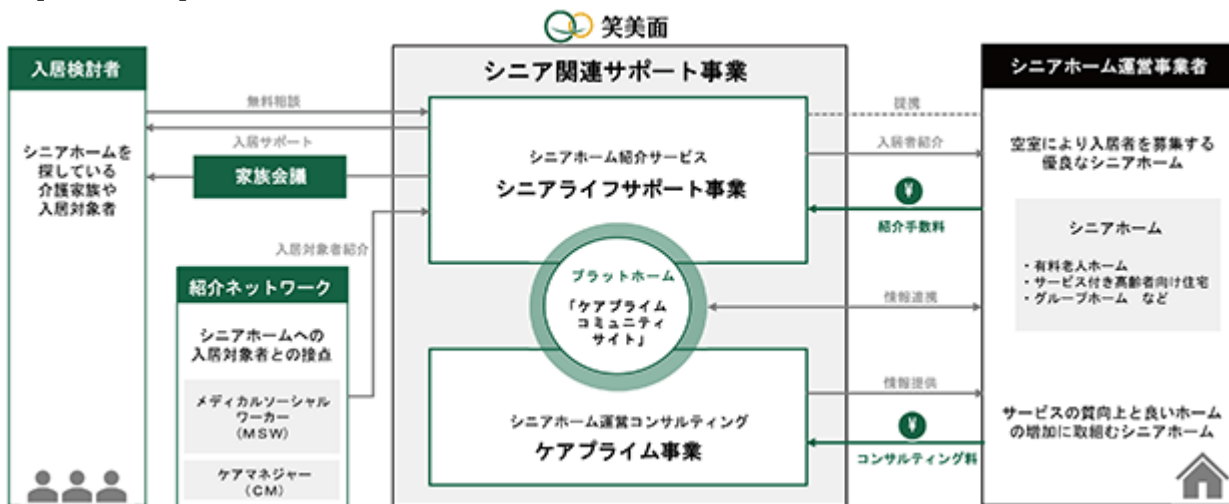 笑美面
入居検討者
シニアホームを
探している
介護家族や
入居対象者
無料相談
入居サポート
家族会議
入居対象者紹介
紹介ネットワーク
シニアホームへの
入居対象者との接点
メディカルソーシャル
ワーカー
(MSW)
ケアマネジャー
(CM)
シニア関連サポート事業
シニアホーム紹介サービス
シニアライフサポート事業
プラットホーム
「ケアプライム
コミュニティ
サイト」
シニアホーム運営コンサルティング
ケアプライム事業
提携
入居者紹介
¥
紹介手数料
情報連携
情報提供
¥
コンサルティング料
シニアホーム運営事業者
空室により入居者を募集する
優良なシニアホーム
シニアホーム
・有料老人ホーム
・サービス付き高齢者向け住宅
・グループホーム など
サービスの質向上と良いホーム
の増加に取組むシニアホーム